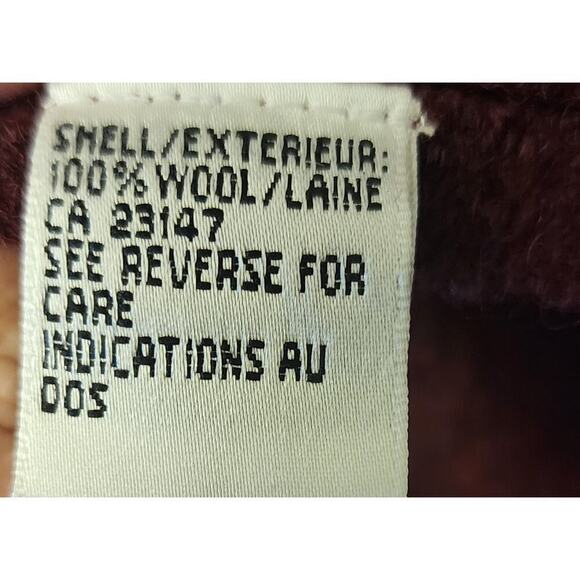 SHELL/EXTERIEUR:
100% WOOL/LAINE
CA 23147
SEE REVERSE FOR
CARE
INDICATIONS AU
DOS